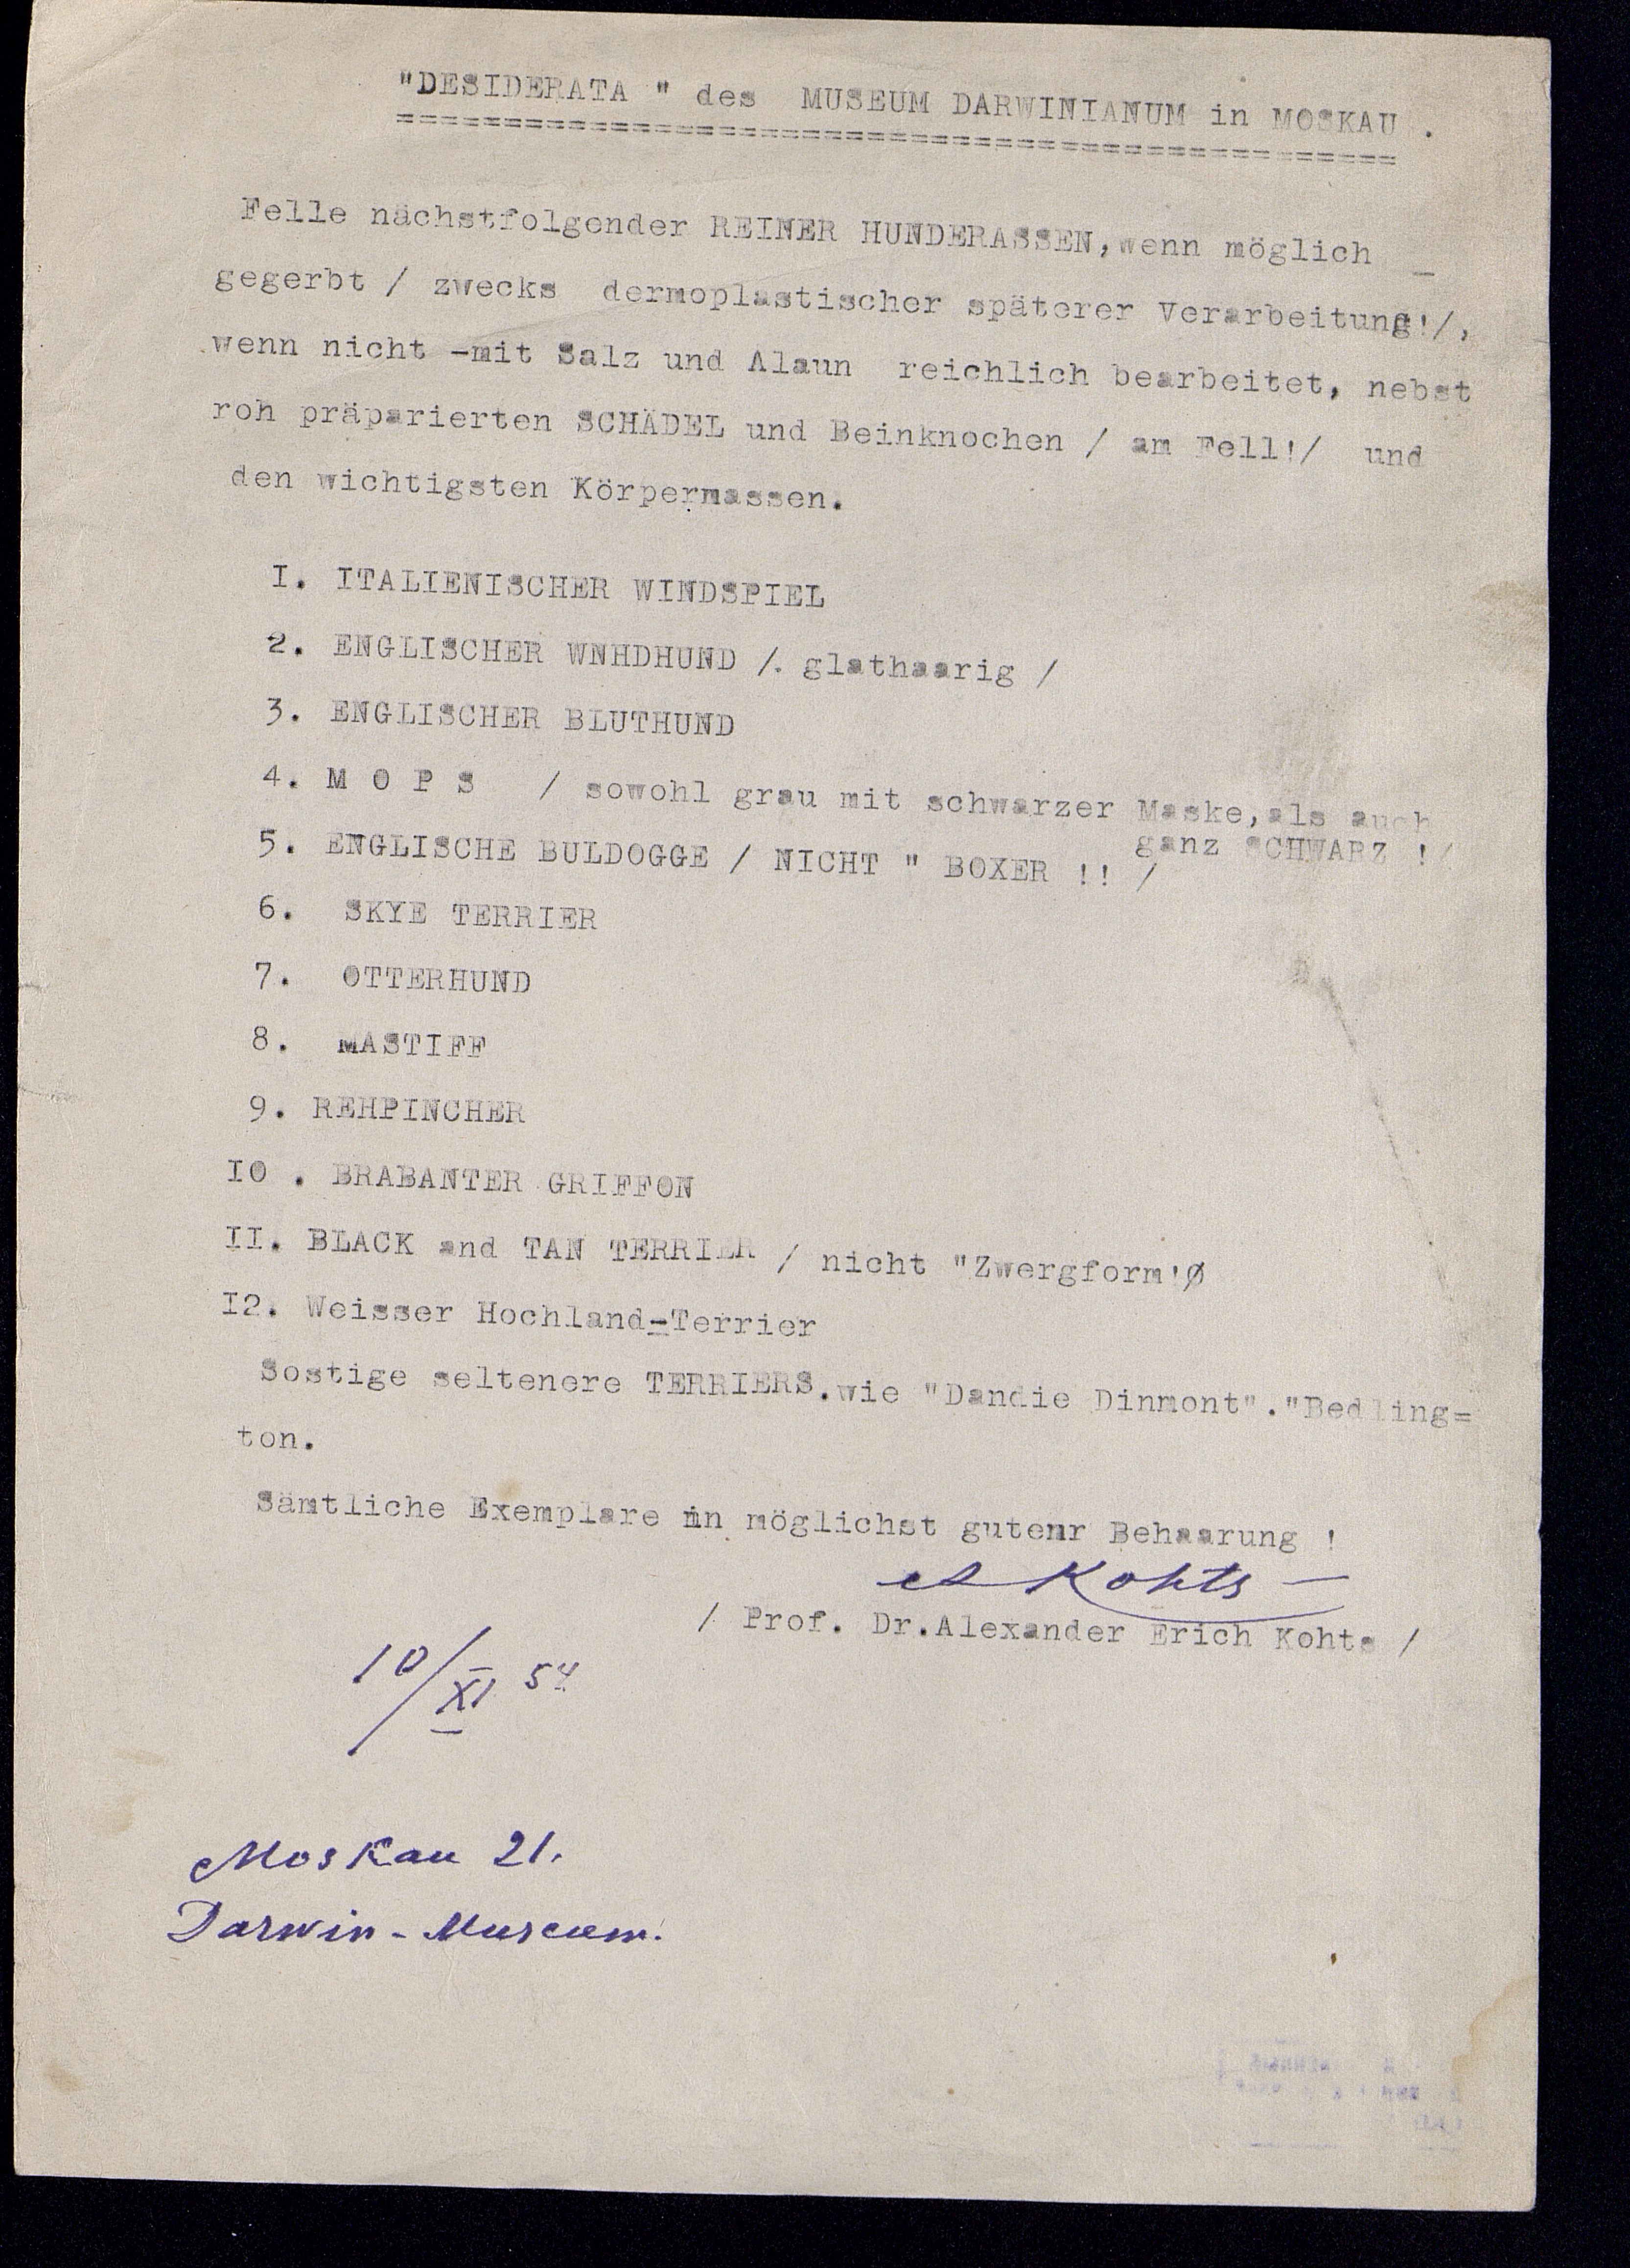 "DESIDERATA " des MUSEUM DARWINIANUM in MOSKAU .
===============================================
Felle nächstfolgender REINER HUNDERASSEN,wenn möglich _
gegerbt / zwecks dermoplastischer späterer Verarbeitung!/,
wenn nicht -mit Salz und Alaun reichlich bearbeitet, nebst
roh präparierten SCHÄDEL und Beinknochen / am Fell!/ und
den wichtigsten Körpermassen.
I. ITALIENISCHER WINDSPIEL
2. ENGLISCHER WNHDHUND /. glathaarig /
3. ENGLISCHER BLUTHUND
4. M O P S / sowohl grau mit schwarzer Maske,als auch
ganz SCHWARZ !/
5. ENGLISCHE BULDOGGE / NICHT " BOXER !! /
6. SKYE TERRIER
7. OTTERHUND
8. MASTIFF
9. REHPINCHER
IO . BRABANTER GRIFFON
II. BLACK and TAN TERRIER / nicht "Zwergform!Ø
I2. Weisser Hochland-Terrier
Sostige seltenere TERRIERS.wie "Dandie Dinmont"."Bedling=
ton.
Sämtliche Exemplare in möglichst gutenr Behaarung !
A Kohts -
/ Prof. Dr.Alexander Erich Kohts /
10/XI 54
Moskau 21.
Darwin-Museum.